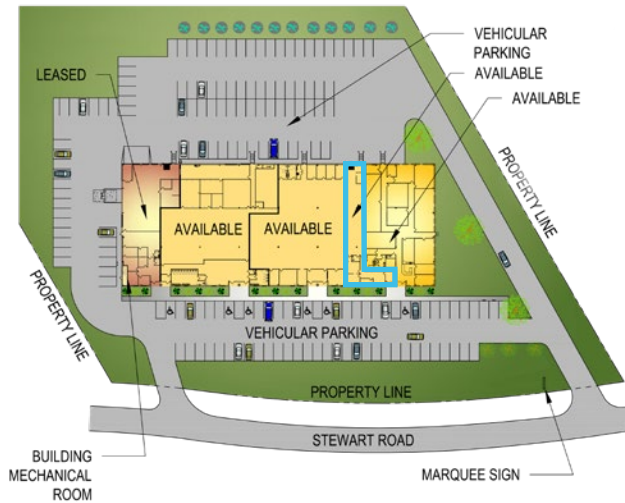 VEHICULAR
PARKING
LEASED
AVAILABLE
AVAILABLE
PROPERTY LINE
AVAILABLE
AVAILABLE
PROPERTY LINE
VEHICULAR PARKING
PROPERTY LINE
STEWART ROAD
BUILDING
MECHANICAL
ROOM
MARQUEE SIGN